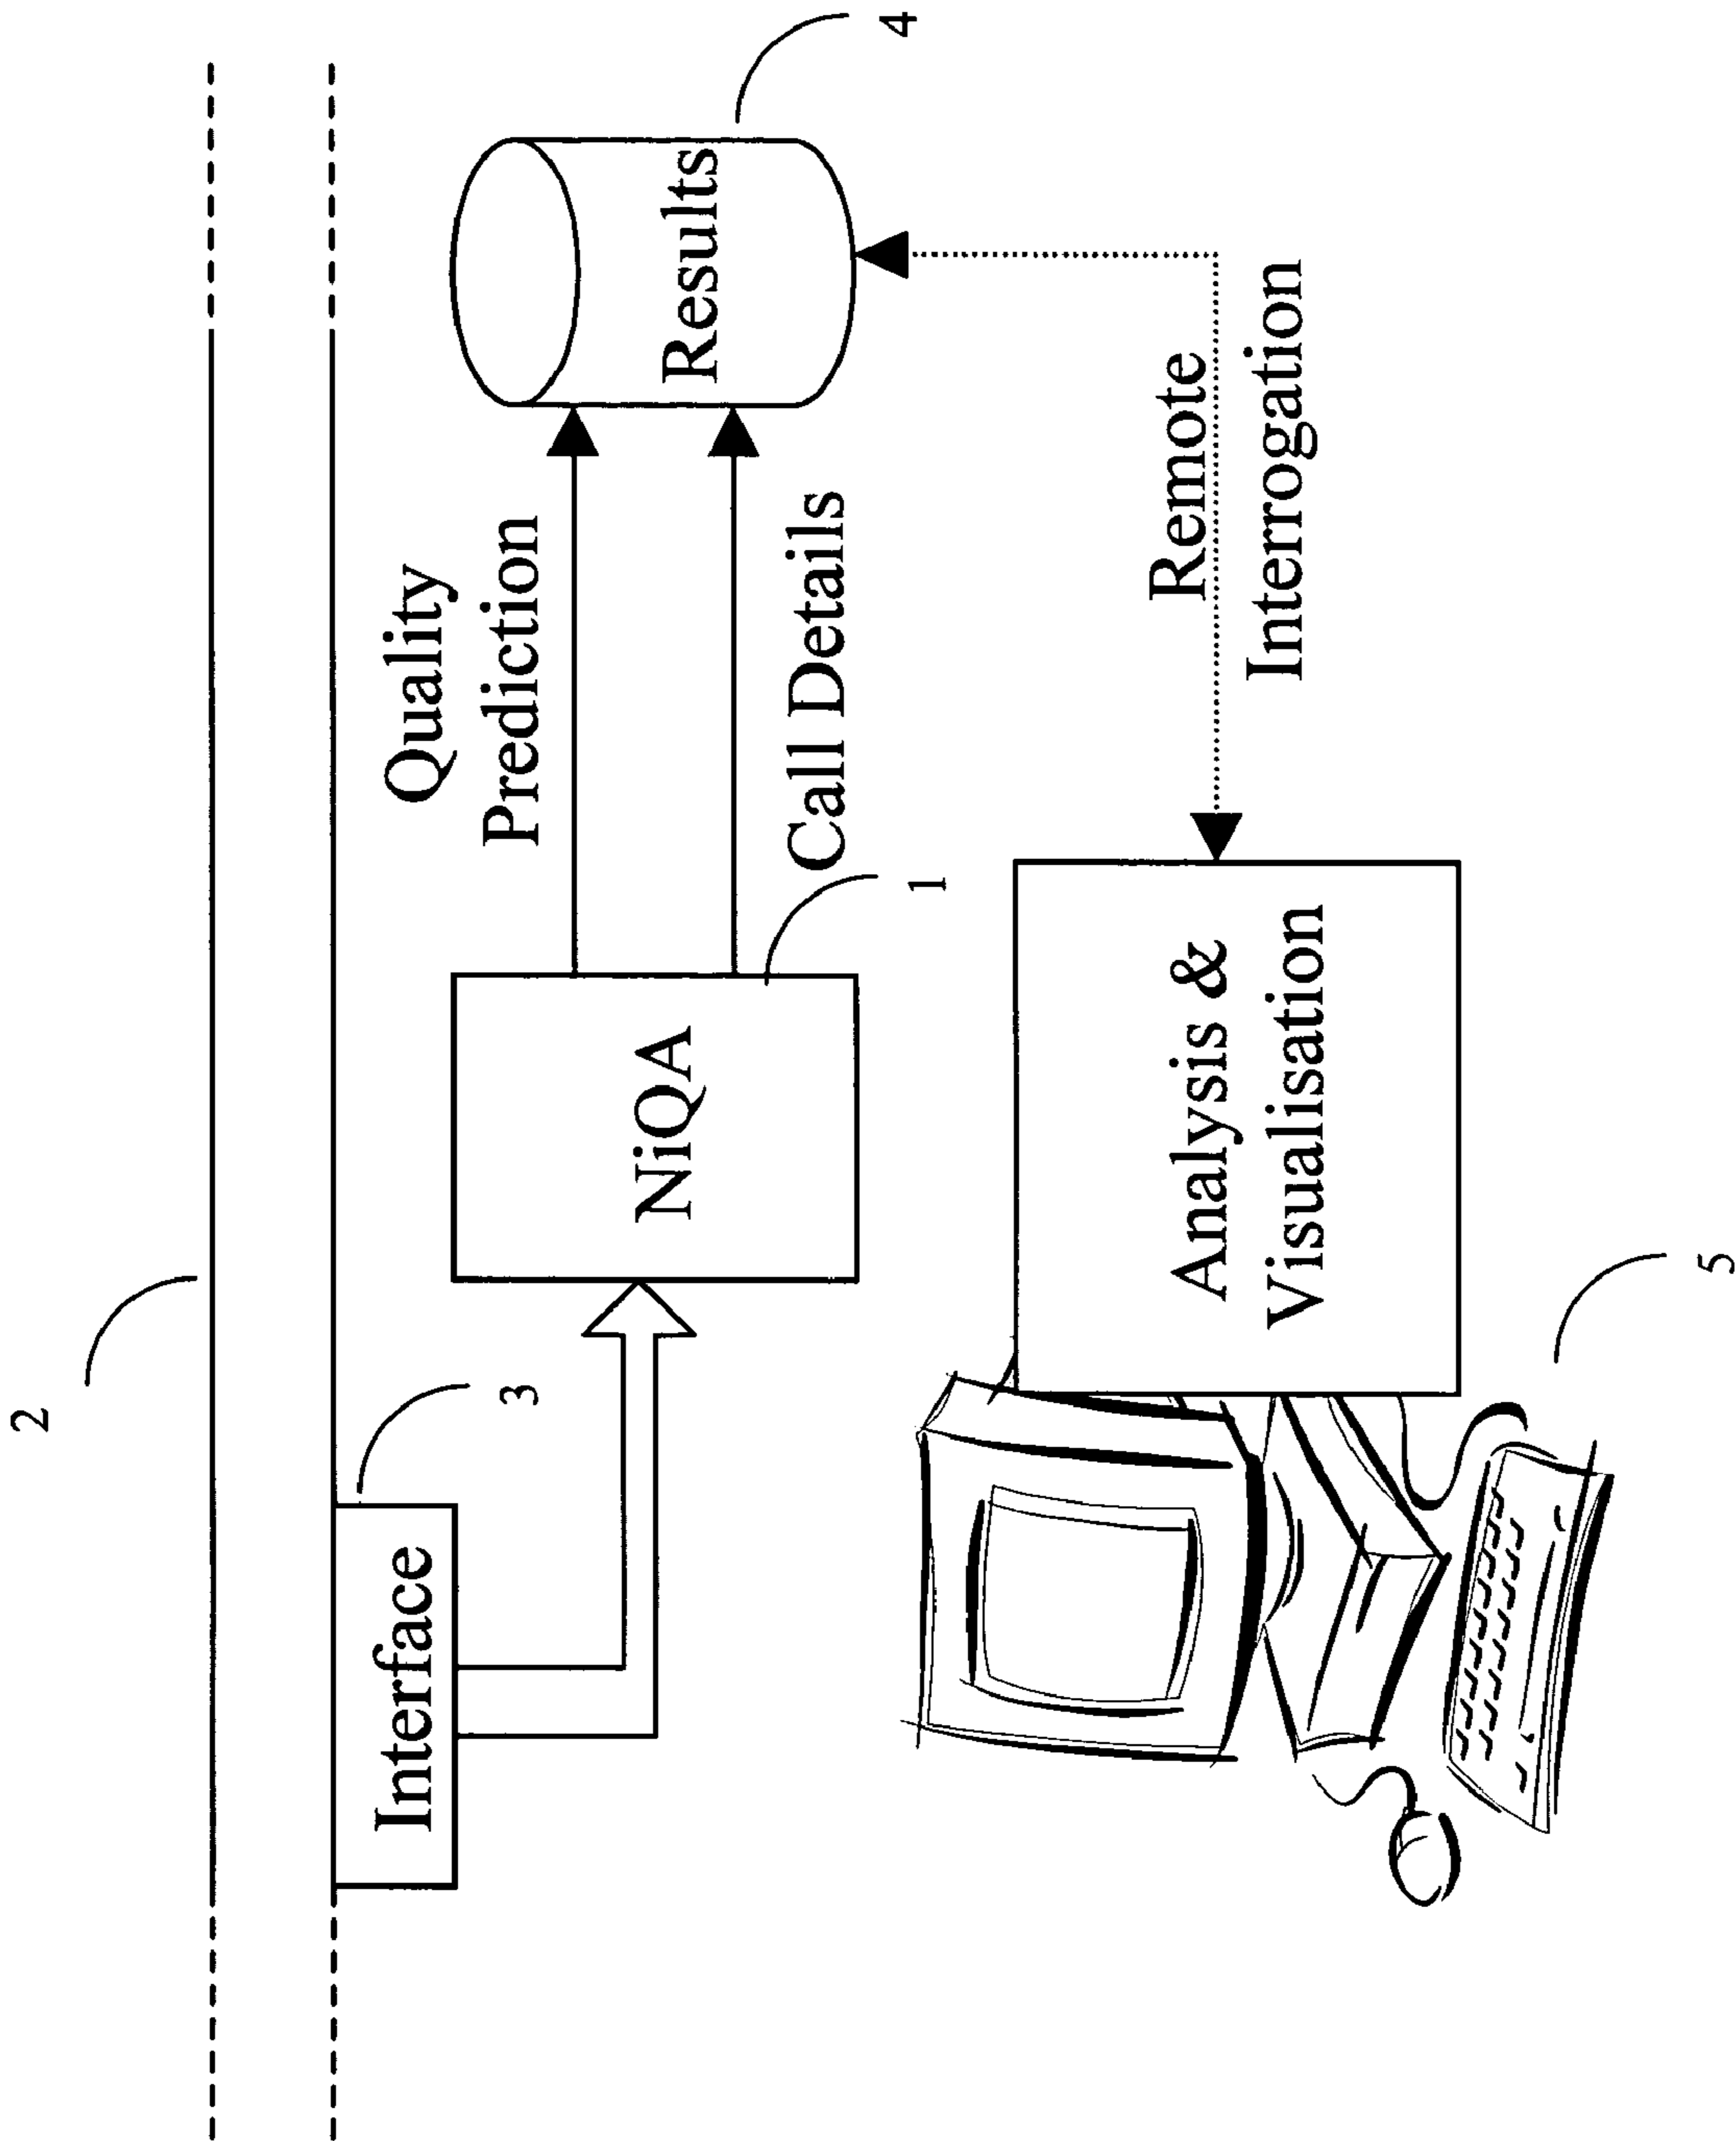 2
3
Interface
NiQA
1
Quality
Prediction
Call Details
Results
4
Remote
Interrogation
Analysis &
Visualisation
5